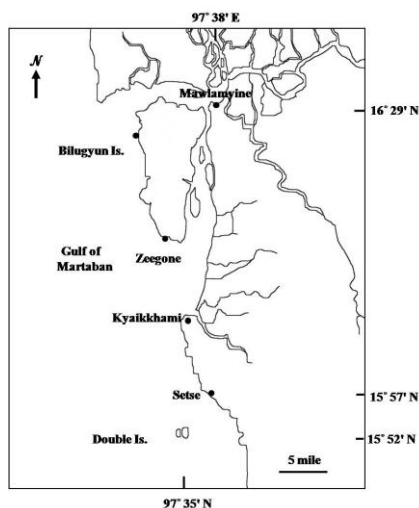 97° 38' E
N
Mawlamyine
16° 29' N
Bilugyun Is.
Gulf of
Martaban
Zeegone
Kyaikkhami
Setse
15° 57' N
Double Is.
15° 52' N
5 mile
97° 35' N